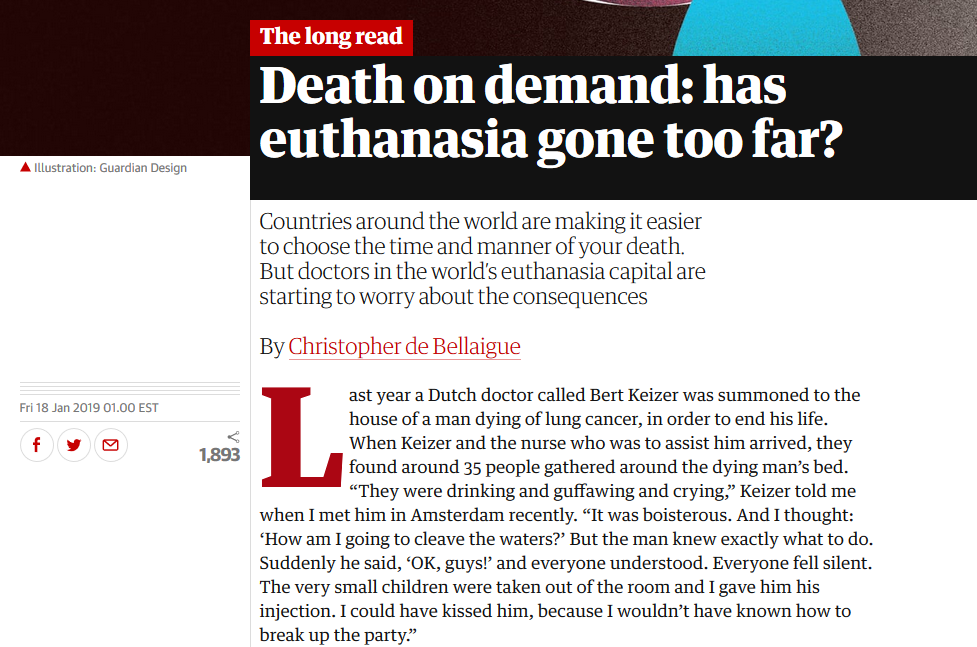 The long read
Death on demand: has
euthanasia gone too far?
Illustration: Guardian Design
Countries around the world are making it easier
to choose the time and manner of your death.
But doctors in the world's euthanasia capital are
starting to worry about the consequences
By Christopher de Bellaigue
Fri 18 Jan 2019 01.00 EST
1,893
Last year a Dutch doctor called Bert Keizer was summoned to the
house of a man dying of lung cancer, in order to end his life.
When Keizer and the nurse who was to assist him arrived, they
found around 35 people gathered around the dying man's bed.
“They were drinking and guffawing and crying,” Keizer told me
when I met him in Amsterdam recently. “It was boisterous. And I thought:
‘How am I going to cleave the waters?’ But the man knew exactly what to do.
Suddenly he said, ‘OK, guys!’ and everyone understood. Everyone fell silent.
The very small children were taken out of the room and I gave him his
injection. I could have kissed him, because I wouldn’t have known how to
break up the party.”